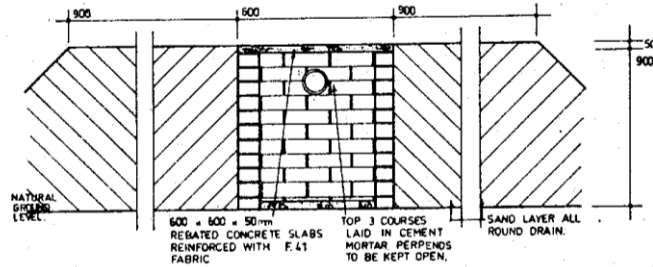 900 600 900
50
900
NATURAL
GROUND
LEVEL.
600 x 600 x 50mm
REBATED CONCRETE SLABS
REINFORCED WITH F.41
FABRIC
TOP 3 COURSES
LAID IN CEMENT
MORTAR. PERPENDS
TO BE KEPT OPEN.
SAND LAYER ALL
ROUND DRAIN.